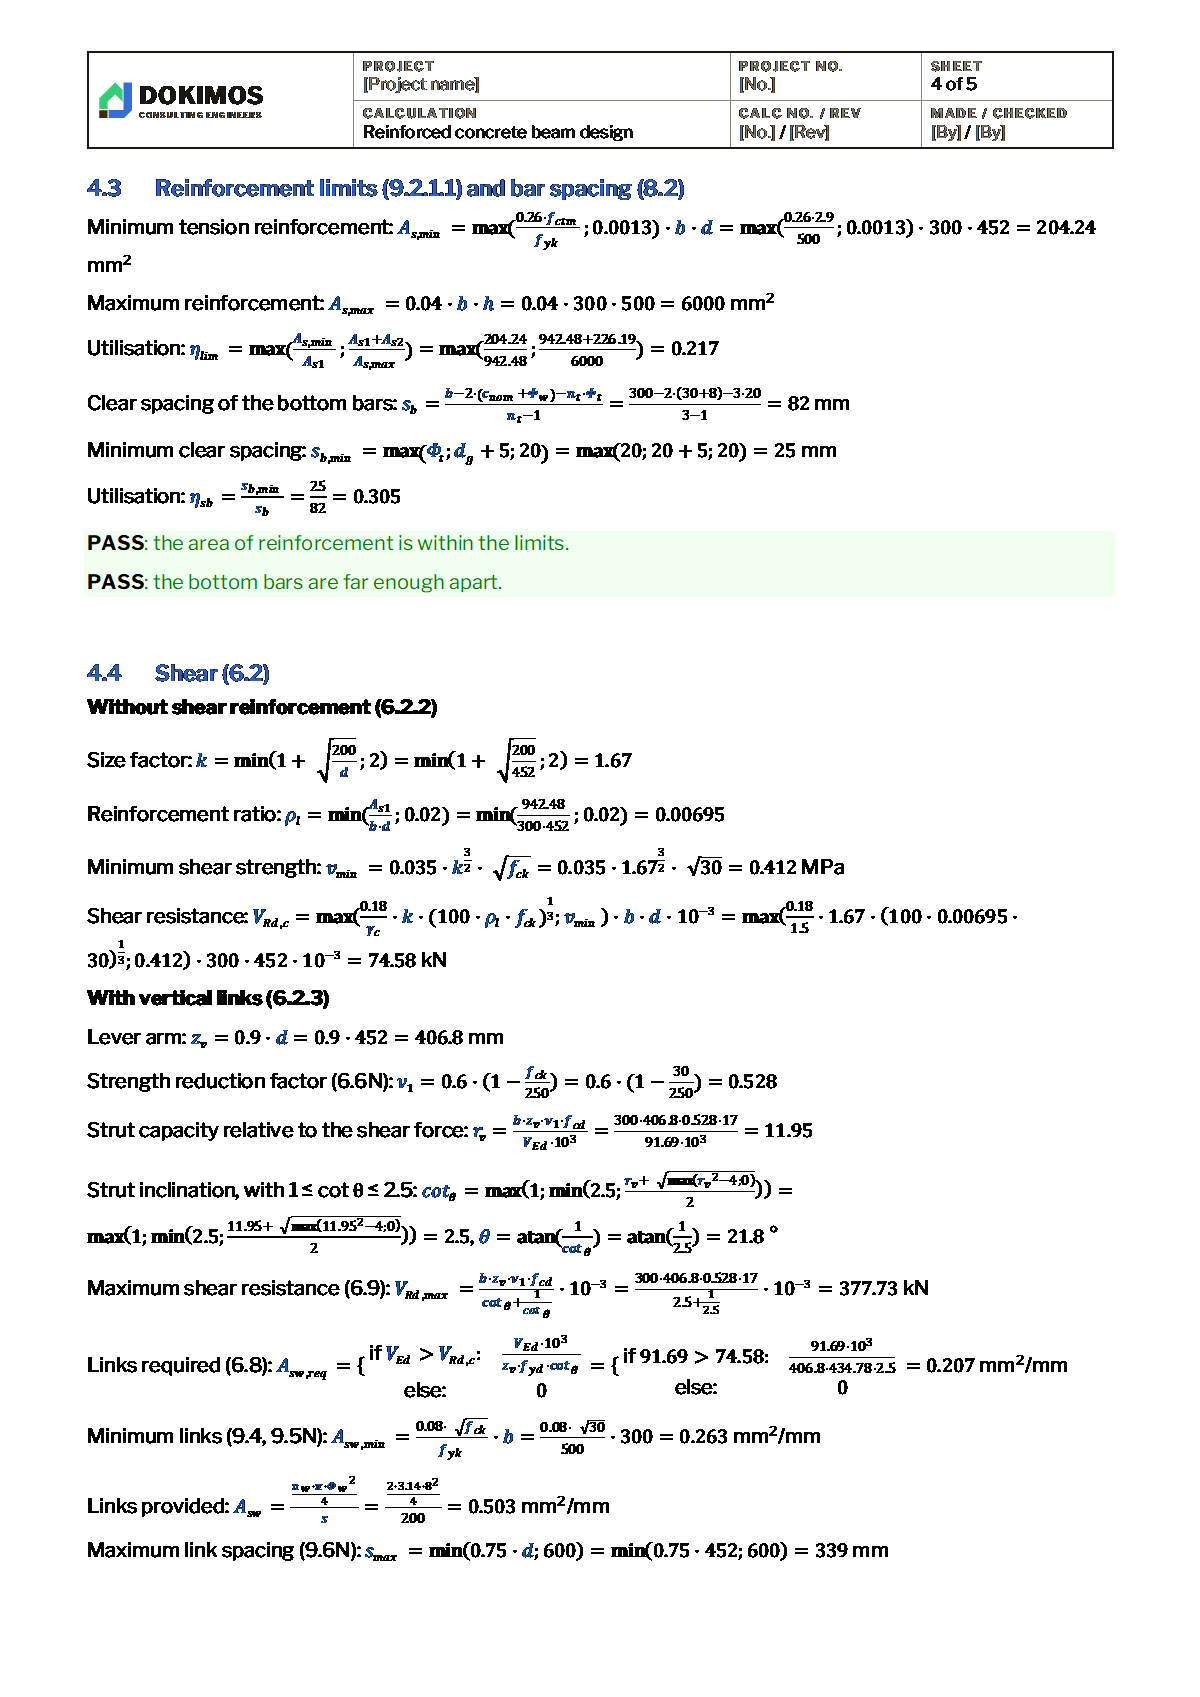 DOKIMOS
CONSULTING ENGINEERS
PROJECT
[Project name]
PROJECT NO.
[No.]
SHEET
4 of 5
CALCULATION
Reinforced concrete beam design
CALC NO. / REV
[No.] / [Rev]
MADE / CHECKED
[By] / [By]
4.3 Reinforcement limits (9.2.1.1) and bar spacing (8.2)
Minimum tension reinforcement: A_s,min = max(0.26·f_ctm/f_yk ; 0.0013) · b · d = max(0.26·2.9/500 ; 0.0013) · 300 · 452 = 204.24
mm²
Maximum reinforcement: A_s,max = 0.04 · b · h = 0.04 · 300 · 500 = 6000 mm²
Utilisation: η_lim = max(A_s,min/A_s1 ; A_s1+A_s2/A_s,max) = max(204.24/942.48 ; 942.48+226.19/6000) = 0.217
Clear spacing of the bottom bars: s_b = b−2·(c_nom+Φ_w)−n_t·Φ_t/n_t−1 = 300−2·(30+8)−3·20/3−1 = 82 mm
Minimum clear spacing: s_b,min = max(Φ_t; d_g + 5; 20) = max(20; 20 + 5; 20) = 25 mm
Utilisation: η_sb = s_b,min/s_b = 25/82 = 0.305
PASS: the area of reinforcement is within the limits.
PASS: the bottom bars are far enough apart.
4.4 Shear (6.2)
Without shear reinforcement (6.2.2)
Size factor: k = min(1 + √200/d ; 2) = min(1 + √200/452 ; 2) = 1.67
Reinforcement ratio: ρ_l = min(A_s1/b·d ; 0.02) = min(942.48/300·452 ; 0.02) = 0.00695
Minimum shear strength: v_min = 0.035 · k^3/2 · √f_ck = 0.035 · 1.67^3/2 · √30 = 0.412 MPa
Shear resistance: V_Rd,c = max(0.18/γ_c · k · (100 · ρ_l · f_ck)^1/3; v_min) · b · d · 10⁻³ = max(0.18/1.5 · 1.67 · (100 · 0.00695 ·
30)^1/3; 0.412) · 300 · 452 · 10⁻³ = 74.58 kN
With vertical links (6.2.3)
Lever arm: z_v = 0.9 · d = 0.9 · 452 = 406.8 mm
Strength reduction factor (6.6N): ν_1 = 0.6 · (1 − f_ck/250) = 0.6 · (1 − 30/250) = 0.528
Strut capacity relative to the shear force: r_v = b·z_v·ν_1·f_cd/V_Ed·10³ = 300·406.8·0.528·17/91.69·10³ = 11.95
Strut inclination, with 1 ≤ cot θ ≤ 2.5: cot_θ = max(1; min(2.5; r_v+ √max(r_v²−4;0)/2)) =
max(1; min(2.5; 11.95+ √max(11.95²−4;0)/2)) = 2.5, θ = atan(1/cot_θ) = atan(1/2.5) = 21.8 °
Maximum shear resistance (6.9): V_Rd,max = b·z_v·ν_1·f_cd/cot_θ+1/cot_θ · 10⁻³ = 300·406.8·0.528·17/2.5+1/2.5 · 10⁻³ = 377.73 kN
Links required (6.8): A_sw,req = { if V_Ed > V_Rd,c: V_Ed·10³/z_v·f_yd·cot_θ else: 0 = { if 91.69 > 74.58: 91.69·10³/406.8·434.78·2.5 else: 0 = 0.207 mm²/mm
Minimum links (9.4, 9.5N): A_sw,min = 0.08· √f_ck/f_yk · b = 0.08· √30/500 · 300 = 0.263 mm²/mm
Links provided: A_sw = n_w·π·Φ_w²/4/s = 2·3.14·8²/4/200 = 0.503 mm²/mm
Maximum link spacing (9.6N): s_max = min(0.75 · d; 600) = min(0.75 · 452; 600) = 339 mm